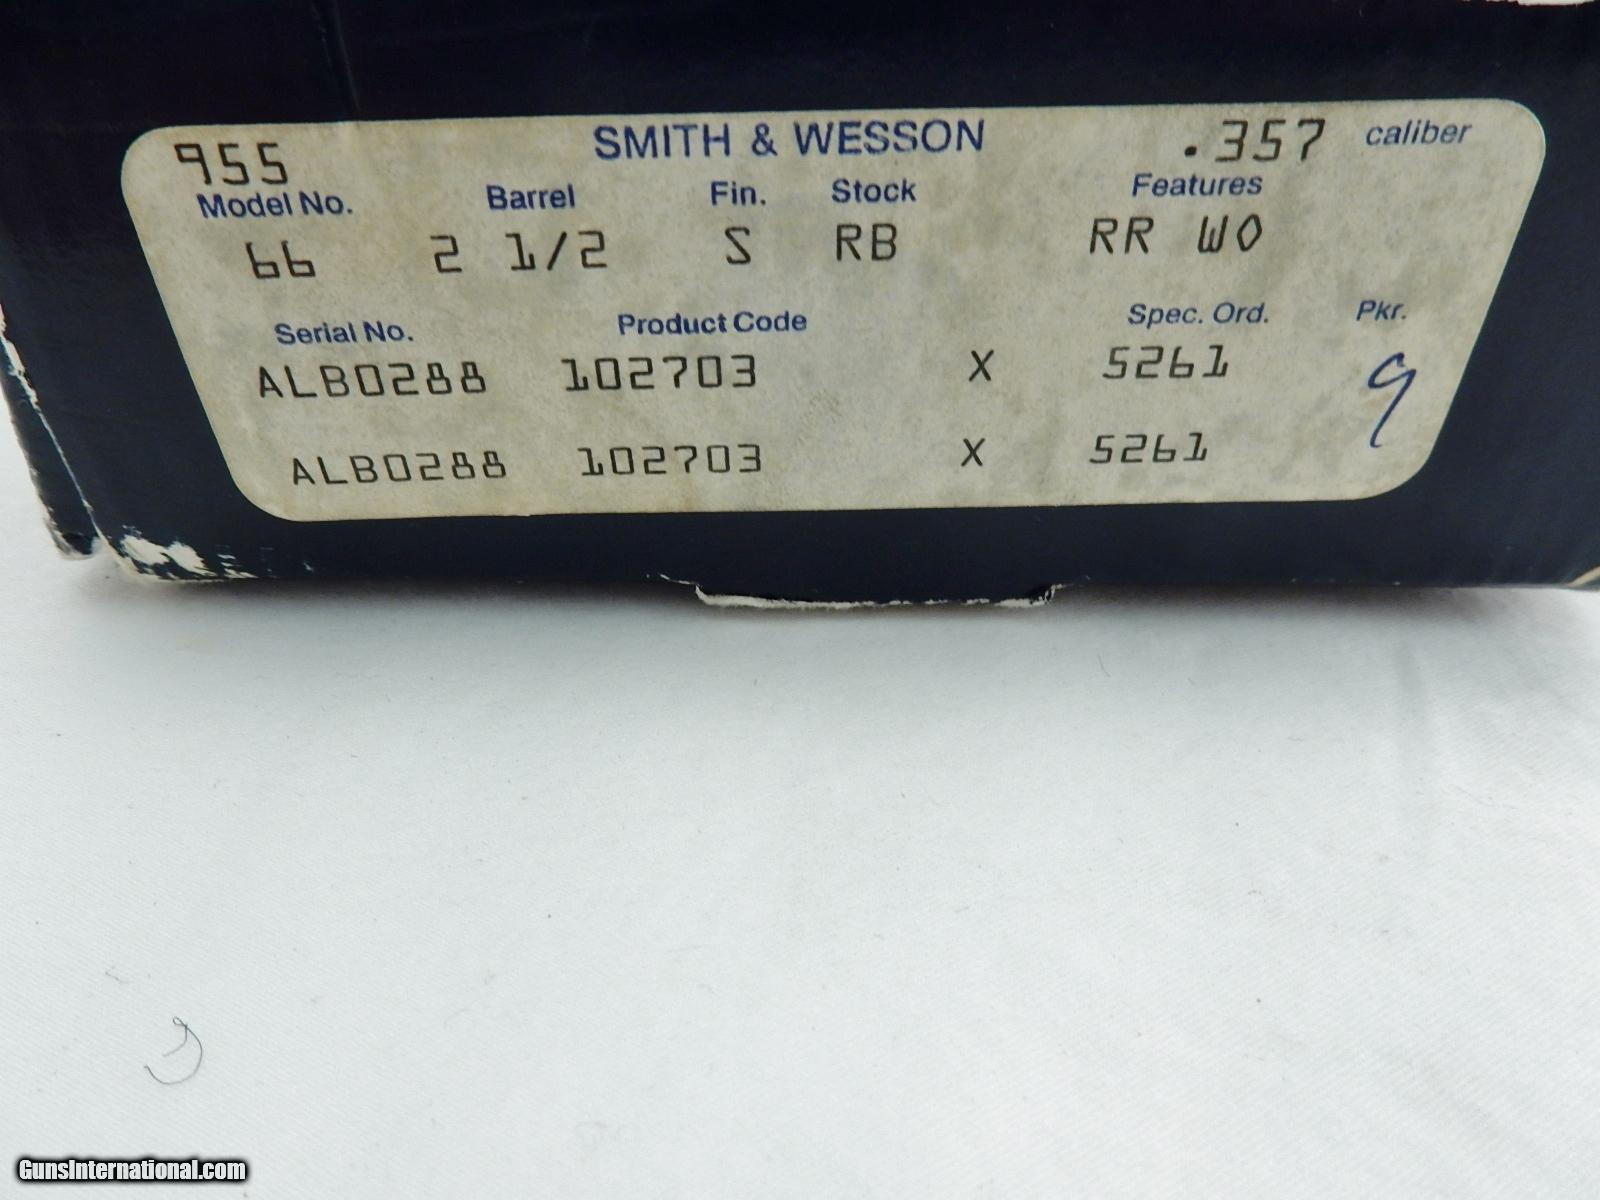 955 SMITH & WESSON .357 caliber
Model No. Barrel Fin. Stock Features
66 2 1/2 S RB RR WO
Serial No. Product Code Spec. Ord. Pkr.
ALB0288 102703 X 5261 9
ALB0288 102703 X 5261
GunsInternational.com